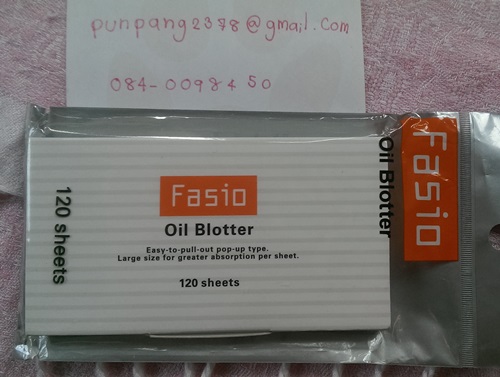 punpang2378@gmail.com
084-0098450
Fasio
Oil Blotter
Easy-to-pull-out pop-up type.
Large size for greater absorption per sheet.
120 sheets
120 sheets
Oil Blotter
Fasio